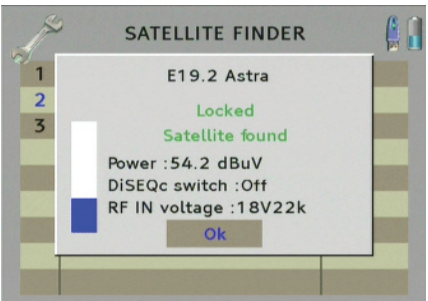 SATELLITE FINDER
1
2
3
E19.2 Astra
Locked
Satellite found
Power :54.2 dBuV
DiSEQc switch :Off
RF IN voltage :18V22k
Ok